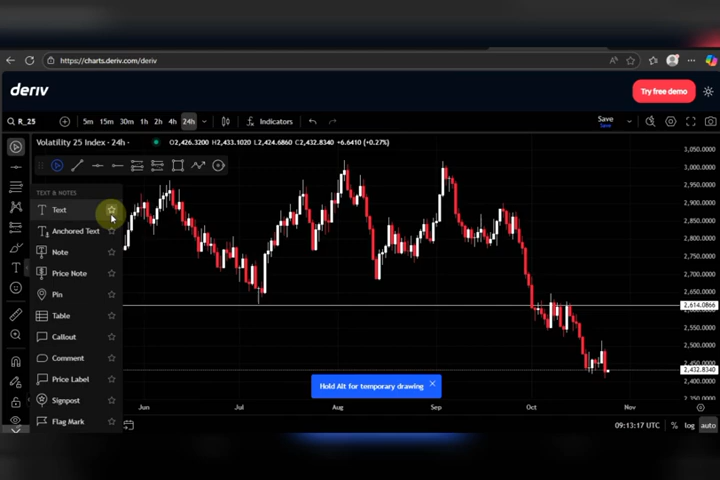 https://charts.deriv.com/deriv
deriv
Try free demo
R_25
5m 15m 30m 1h 2h 4h 24h
Indicators
Save
Save
Volatility 25 Index · 24h ·
O2,426.3200 H2,433.1020 L2,424.6860 C2,432.8340 +6.6410 (+0.27%)
TEXT & NOTES
Text
Anchored Text
Note
Price Note
Pin
Table
Callout
Comment
Price Label
Signpost
Flag Mark
3,050.0000
3,000.0000
2,950.0000
2,900.0000
2,850.0000
2,800.0000
2,750.0000
2,700.0000
2,650.0000
2,614.0866
2,550.0000
2,500.0000
2,432.8340
2,400.0000
2,350.0000
Hold Alt for temporary drawing
Jun Jul Aug Sep Oct Nov
09:13:17 UTC % log auto